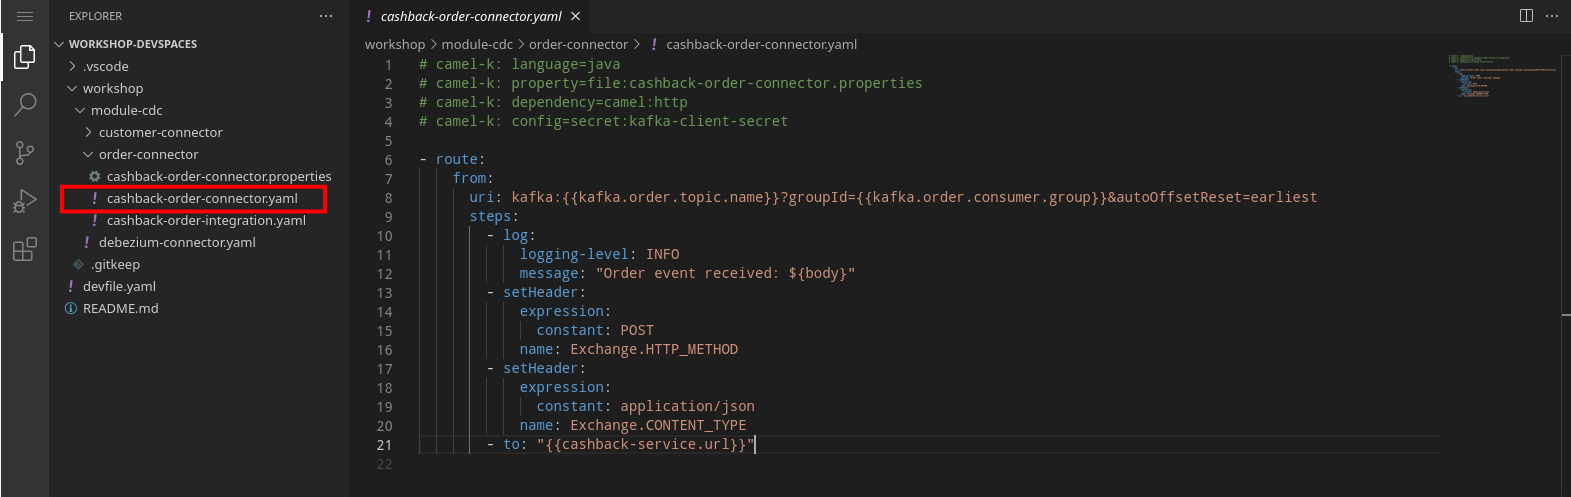 EXPLORER
WORKSHOP-DEVSPACES
.vscode
workshop
module-cdc
customer-connector
order-connector
cashback-order-connector.properties
cashback-order-connector.yaml
cashback-order-integration.yaml
debezium-connector.yaml
.gitkeep
devfile.yaml
README.md
cashback-order-connector.yaml
workshop > module-cdc > order-connector > cashback-order-connector.yaml
1 # camel-k: language=java
2 # camel-k: property=file:cashback-order-connector.properties
3 # camel-k: dependency=camel:http
4 # camel-k: config=secret:kafka-client-secret
5
6 - route:
7 from:
8 uri: kafka:{{kafka.order.topic.name}}?groupId={{kafka.order.consumer.group}}&autoOffsetReset=earliest
9 steps:
10 - log:
11 logging-level: INFO
12 message: "Order event received: ${body}"
13 - setHeader:
14 expression:
15 constant: POST
16 name: Exchange.HTTP_METHOD
17 - setHeader:
18 expression:
19 constant: application/json
20 name: Exchange.CONTENT_TYPE
21 - to: "{{cashback-service.url}}"
22